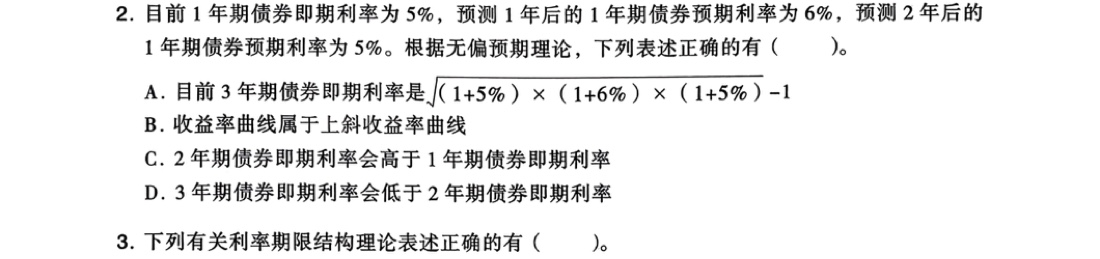 2. 目前 1 年期债券即期利率为 5%，预测 1 年后的 1 年期债券预期利率为 6%，预测 2 年后的
1 年期债券预期利率为 5%。根据无偏预期理论，下列表述正确的有（　　）。
A. 目前 3 年期债券即期利率是√（1+5%）×（1+6%）×（1+5%）-1
B. 收益率曲线属于上斜收益率曲线
C. 2 年期债券即期利率会高于 1 年期债券即期利率
D. 3 年期债券即期利率会低于 2 年期债券即期利率
3. 下列有关利率期限结构理论表述正确的有（　　）。